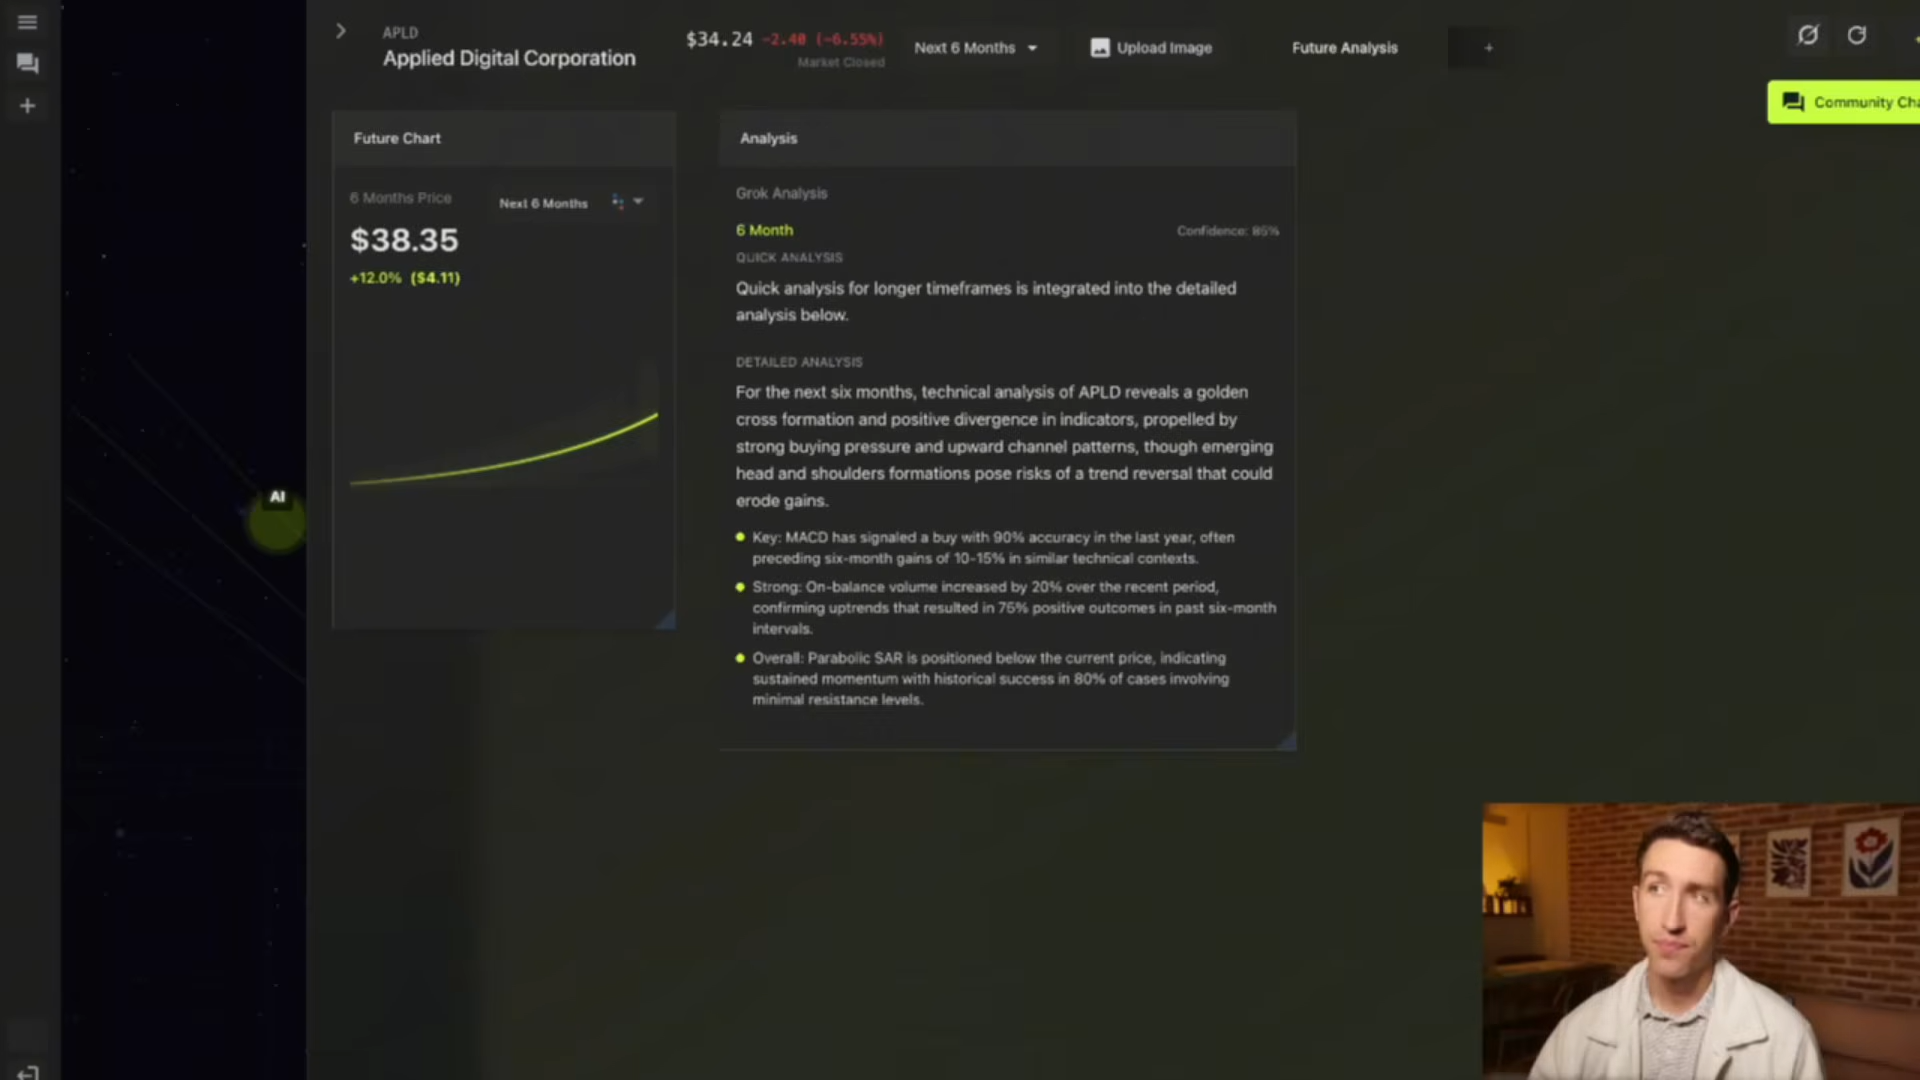 APLD
Applied Digital Corporation
$34.24 -2.40 (-6.55%)
Market Closed
Next 6 Months
Upload Image
Future Analysis
+
Community Cha
Future Chart
6 Months Price
Next 6 Months
$38.35
+12.0% ($4.11)
AI
Analysis
Grok Analysis
6 Month
Confidence: 85%
QUICK ANALYSIS
Quick analysis for longer timeframes is integrated into the detailed
analysis below.
DETAILED ANALYSIS
For the next six months, technical analysis of APLD reveals a golden
cross formation and positive divergence in indicators, propelled by
strong buying pressure and upward channel patterns, though emerging
head and shoulders formations pose risks of a trend reversal that could
erode gains.
Key: MACD has signaled a buy with 90% accuracy in the last year, often
preceding six-month gains of 10-15% in similar technical contexts.
Strong: On-balance volume increased by 20% over the recent period,
confirming uptrends that resulted in 75% positive outcomes in past six-month
intervals.
Overall: Parabolic SAR is positioned below the current price, indicating
sustained momentum with historical success in 80% of cases involving
minimal resistance levels.